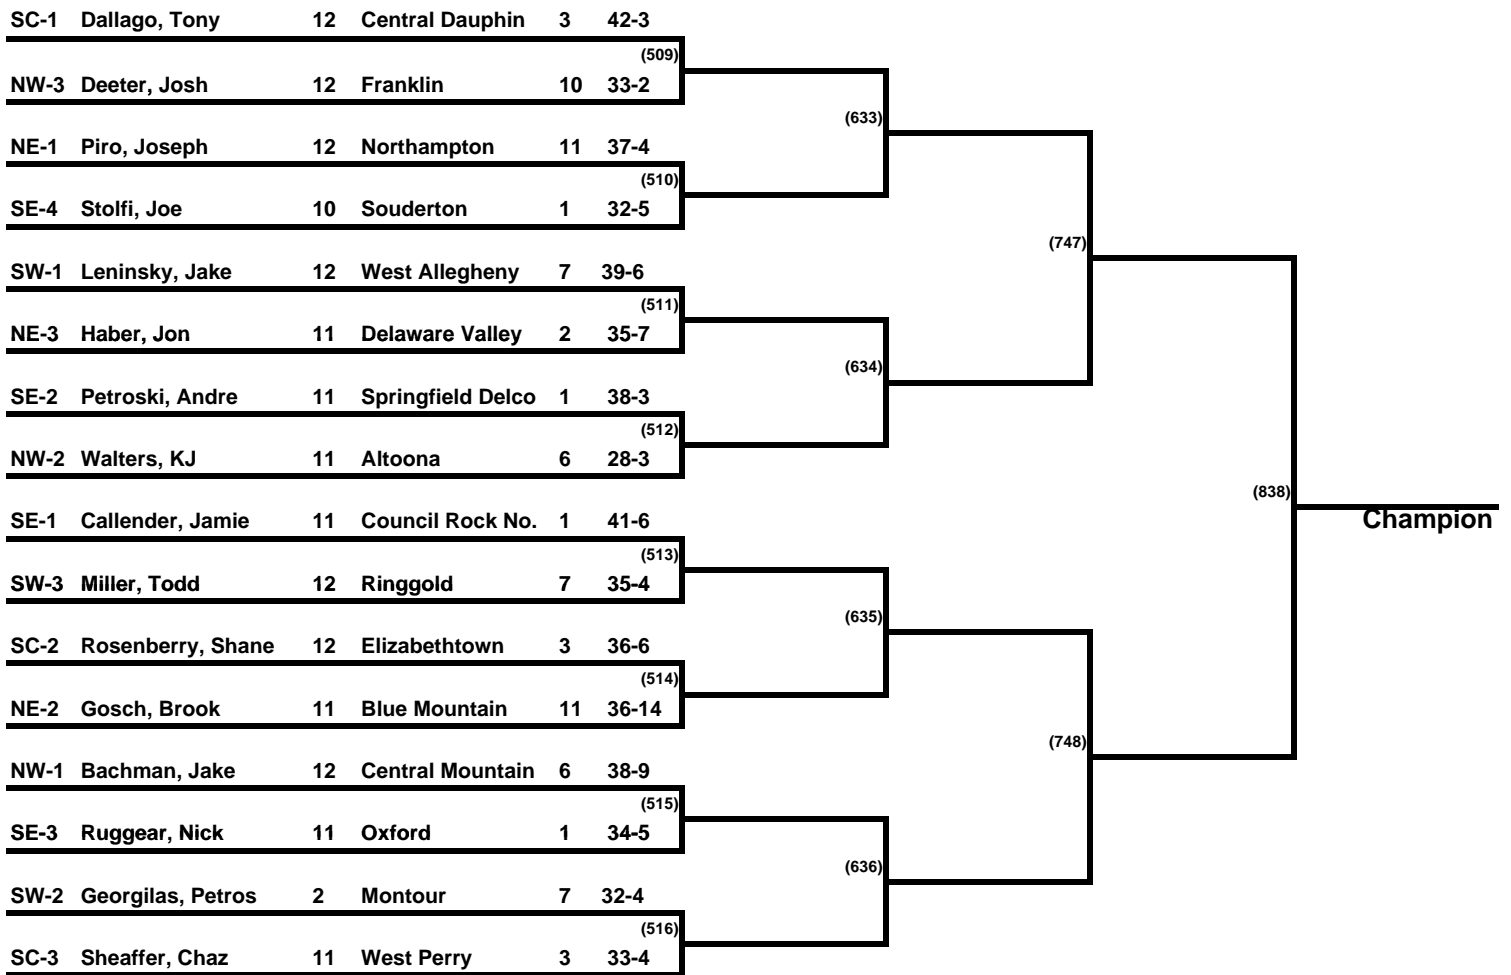 SC-1 Dallago, Tony 12 Central Dauphin 3 42-3
(509)
NW-3 Deeter, Josh 12 Franklin 10 33-2
(633)
NE-1 Piro, Joseph 12 Northampton 11 37-4
(510)
SE-4 Stolfi, Joe 10 Souderton 1 32-5
(747)
SW-1 Leninsky, Jake 12 West Allegheny 7 39-6
(511)
NE-3 Haber, Jon 11 Delaware Valley 2 35-7
(634)
SE-2 Petroski, Andre 11 Springfield Delco 1 38-3
(512)
NW-2 Walters, KJ 11 Altoona 6 28-3
(838)
SE-1 Callender, Jamie 11 Council Rock No. 1 41-6
Champion
(513)
SW-3 Miller, Todd 12 Ringgold 7 35-4
(635)
SC-2 Rosenberry, Shane 12 Elizabethtown 3 36-6
(514)
NE-2 Gosch, Brook 11 Blue Mountain 11 36-14
(748)
NW-1 Bachman, Jake 12 Central Mountain 6 38-9
(515)
SE-3 Ruggear, Nick 11 Oxford 1 34-5
(636)
SW-2 Georgilas, Petros 2 Montour 7 32-4
(516)
SC-3 Sheaffer, Chaz 11 West Perry 3 33-4